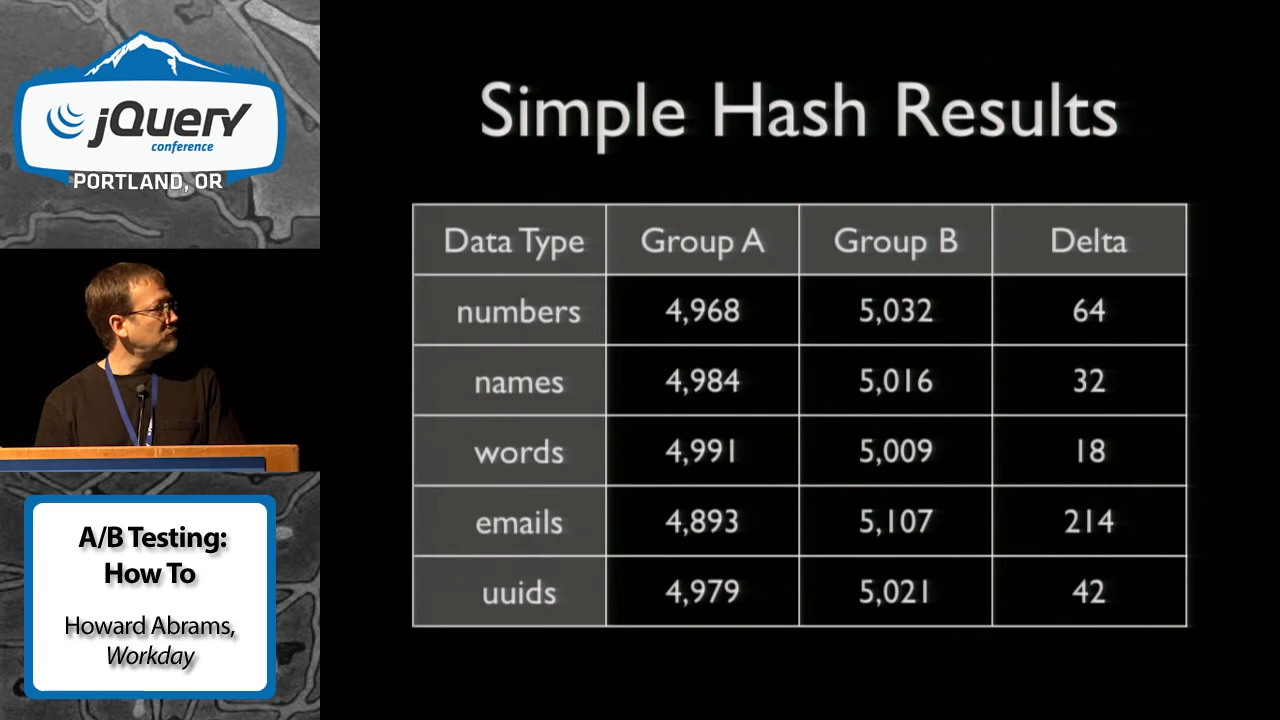 jQuery
conference
PORTLAND, OR
A/B Testing:
How To
Howard Abrams,
Workday
Simple Hash Results
Data Type Group A Group B Delta
numbers 4,968 5,032 64
names 4,984 5,016 32
words 4,991 5,009 18
emails 4,893 5,107 214
uuids 4,979 5,021 42